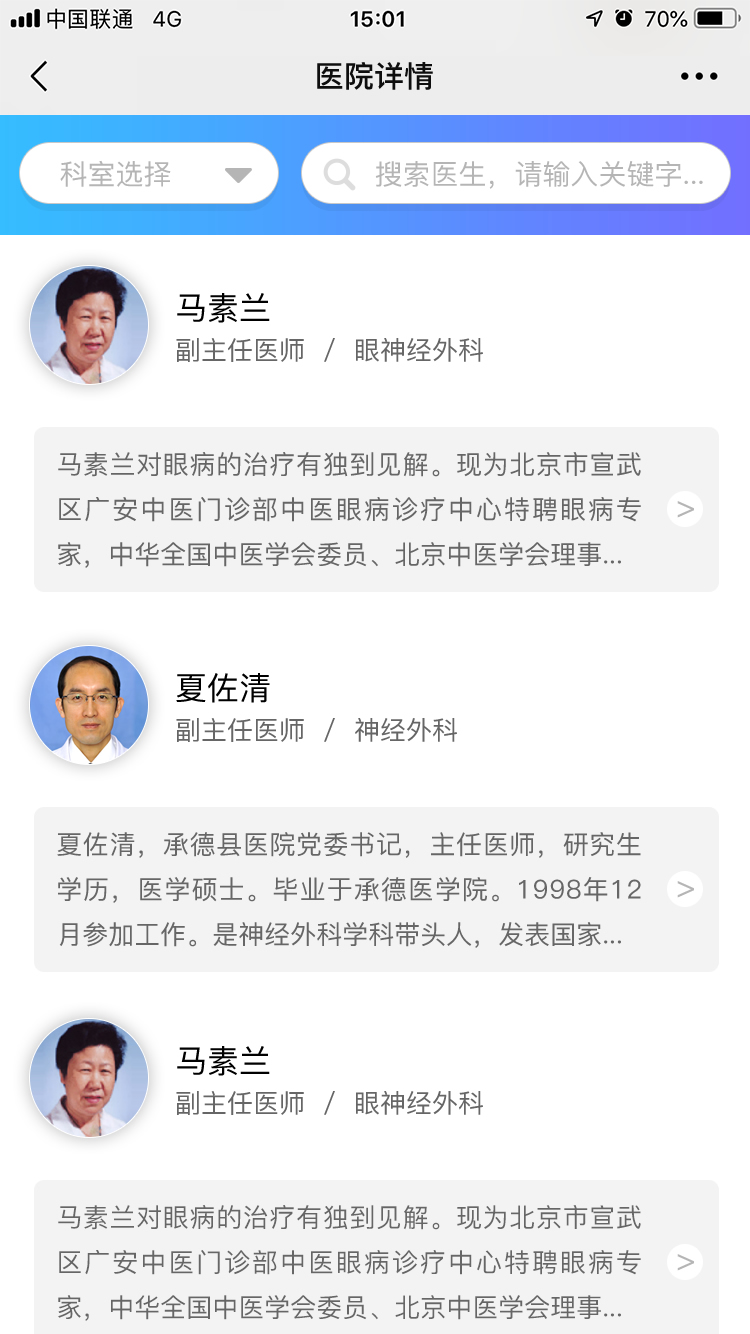 中国联通 4G 15:01 70%
医院详情
科室选择 搜索医生，请输入关键字...
马素兰
副主任医师 / 眼神经外科
马素兰对眼病的治疗有独到见解。现为北京市宣武
区广安中医门诊部中医眼病诊疗中心特聘眼病专
家，中华全国中医学会委员、北京中医学会理事...
>
夏佐清
副主任医师 / 神经外科
夏佐清，承德县医院党委书记，主任医师，研究生
学历，医学硕士。毕业于承德医学院。1998年12
月参加工作。是神经外科学科带头人，发表国家...
>
马素兰
副主任医师 / 眼神经外科
马素兰对眼病的治疗有独到见解。现为北京市宣武
区广安中医门诊部中医眼病诊疗中心特聘眼病专
家，中华全国中医学会委员、北京中医学会理事...
>